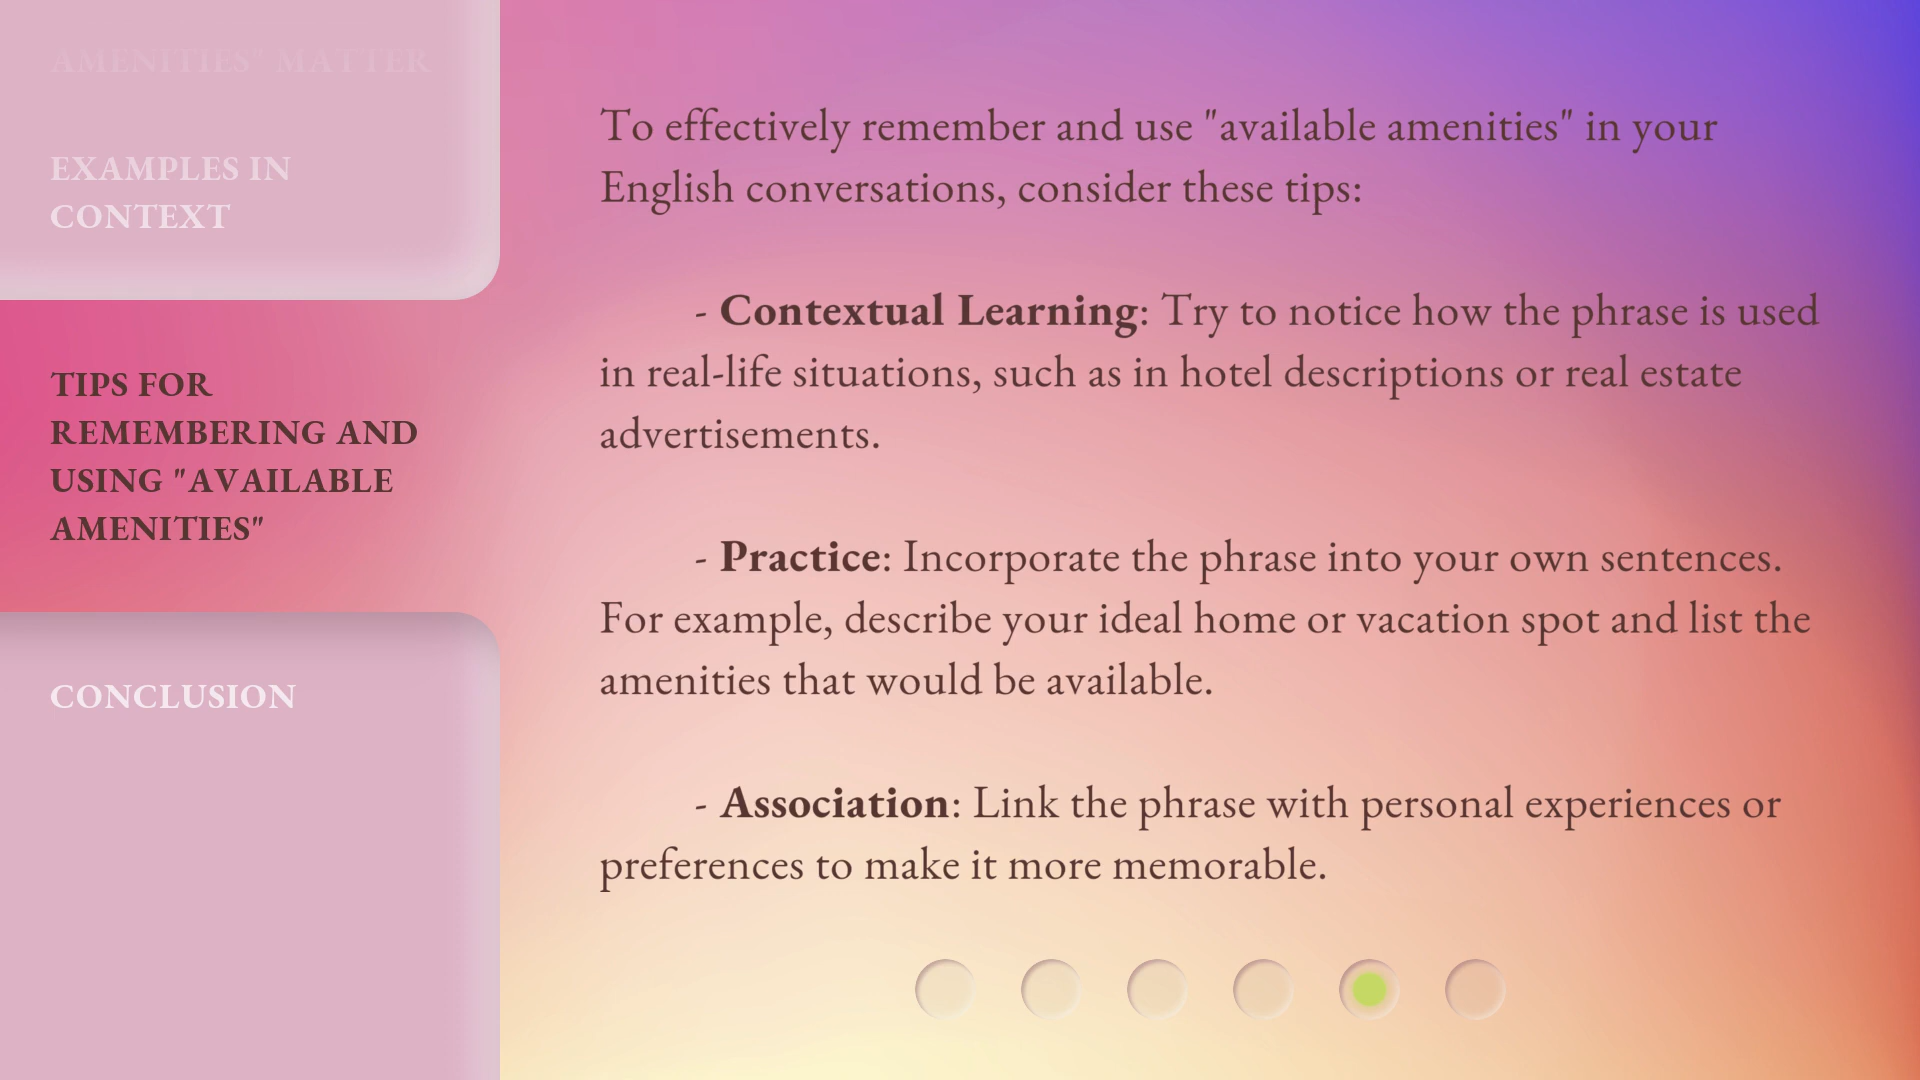 AMENITIES" MATTER
EXAMPLES IN
CONTEXT
TIPS FOR
REMEMBERING AND
USING "AVAILABLE
AMENITIES"
CONCLUSION
To effectively remember and use "available amenities" in your
English conversations, consider these tips:
- Contextual Learning: Try to notice how the phrase is used
in real-life situations, such as in hotel descriptions or real estate
advertisements.
- Practice: Incorporate the phrase into your own sentences.
For example, describe your ideal home or vacation spot and list the
amenities that would be available.
- Association: Link the phrase with personal experiences or
preferences to make it more memorable.